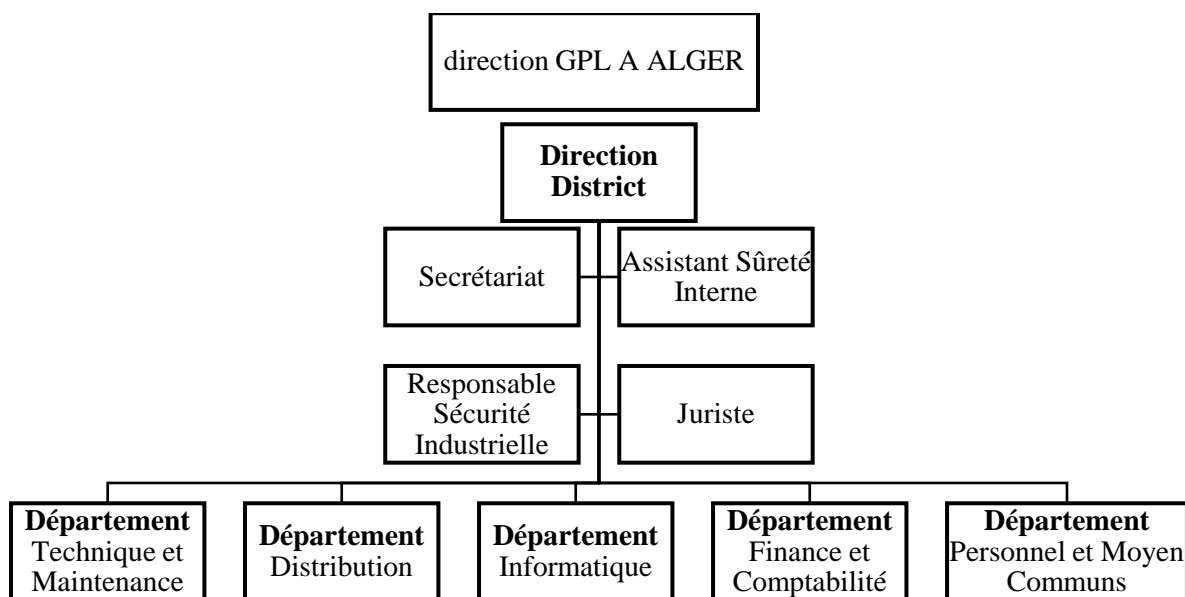 direction GPL A ALGER
Direction
District
Secrétariat
Assistant Sûreté
Interne
Responsable
Sécurité
Industrielle
Juriste
Département
Technique et
Maintenance
Département
Distribution
Département
Informatique
Département
Finance et
Comptabilité
Département
Personnel et Moyen
Communs